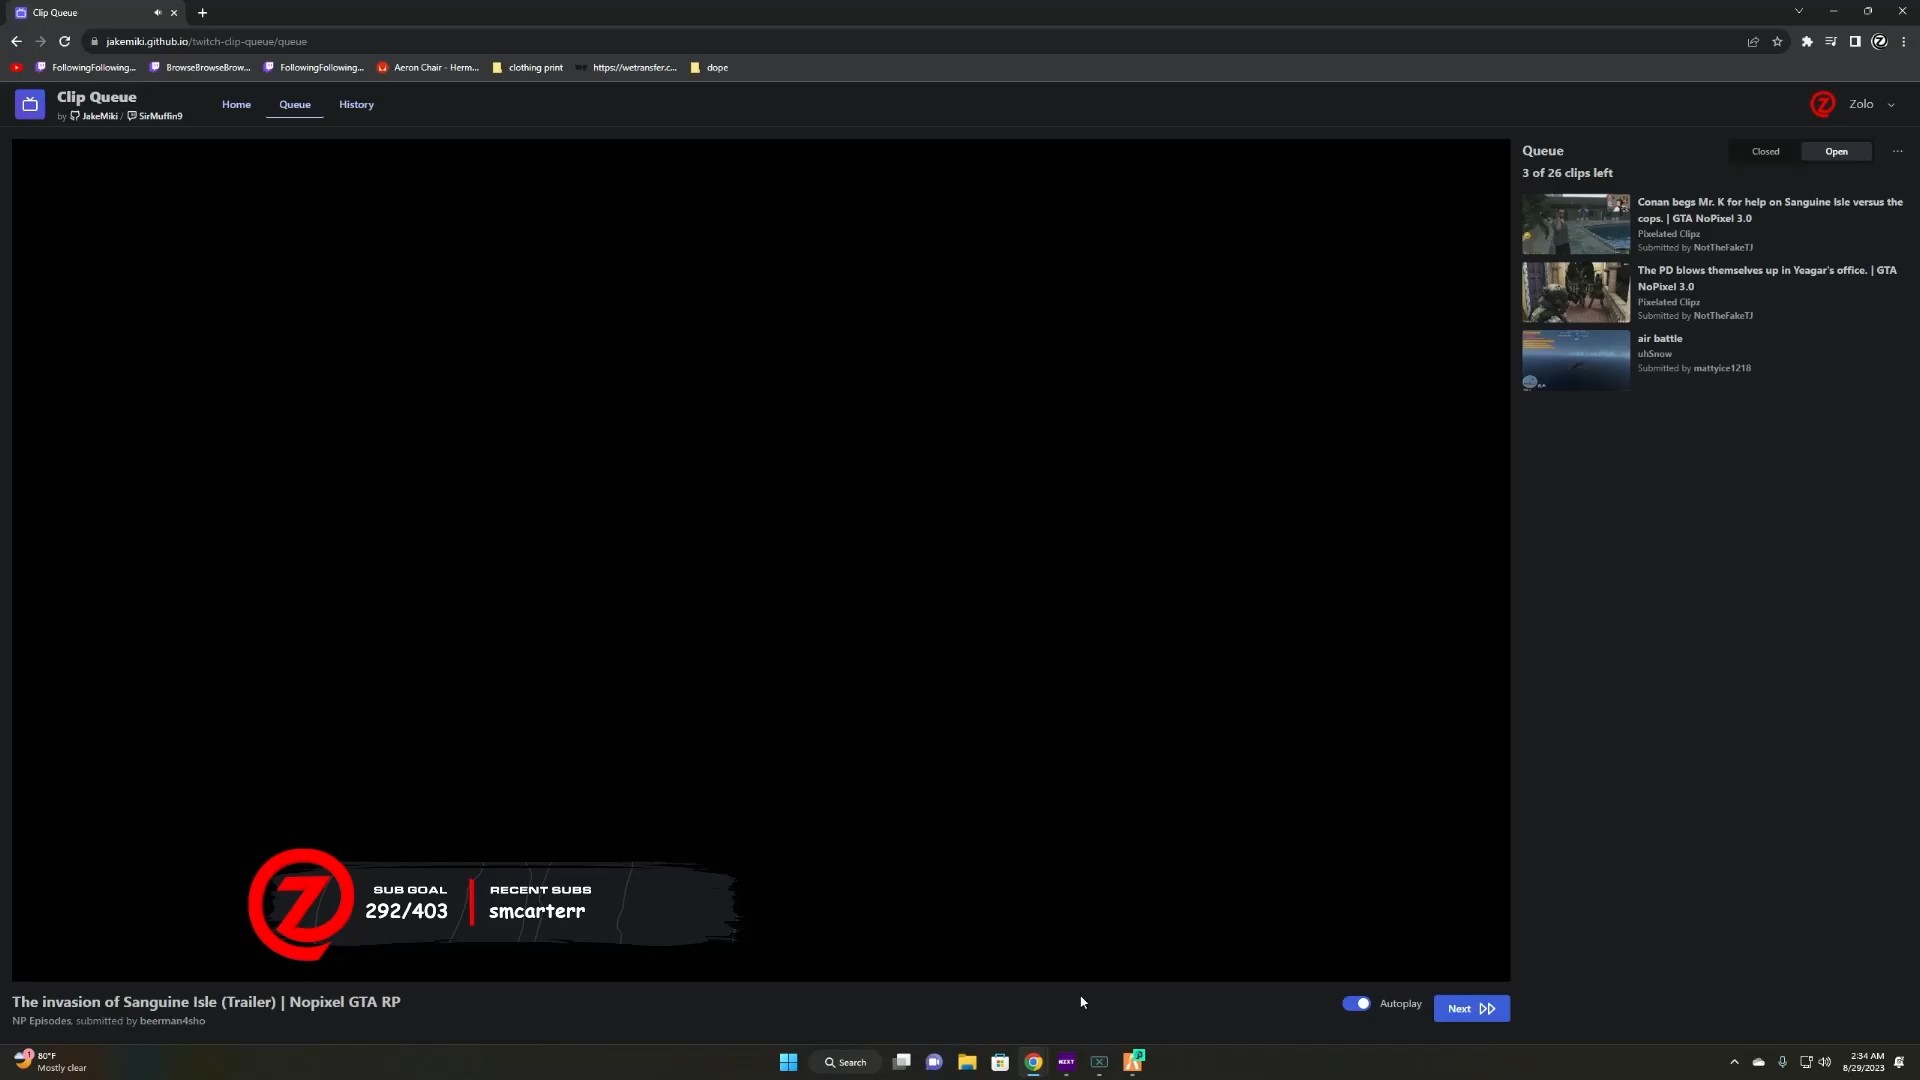 Clip Queue
jakemiki.github.io/twitch-clip-queue/queue
FollowingFollowing...
BrowseBrowseBrow...
FollowingFollowing...
Aeron Chair - Herm...
clothing print
https://wetransfer.c...
dope
Clip Queue
by JakeMiki / SirMuffin9
Home
Queue
History
Zolo
Queue
Closed
Open
3 of 26 clips left
Conan begs Mr. K for help on Sanguine Isle versus the
cops. | GTA NoPixel 3.0
Pixelated Clipz
Submitted by NotTheFakeTJ
The PD blows themselves up in Yeagar's office. | GTA
NoPixel 3.0
Pixelated Clipz
Submitted by NotTheFakeTJ
air battle
uhSnow
Submitted by mattyice1218
SUB GOAL
292/403
RECENT SUBS
smcarterr
The invasion of Sanguine Isle (Trailer) | Nopixel GTA RP
NP Episodes, submitted by beerman4sho
Autoplay
Next
1
80°F
Mostly clear
Search
NIXT
2:34 AM
8/29/2023